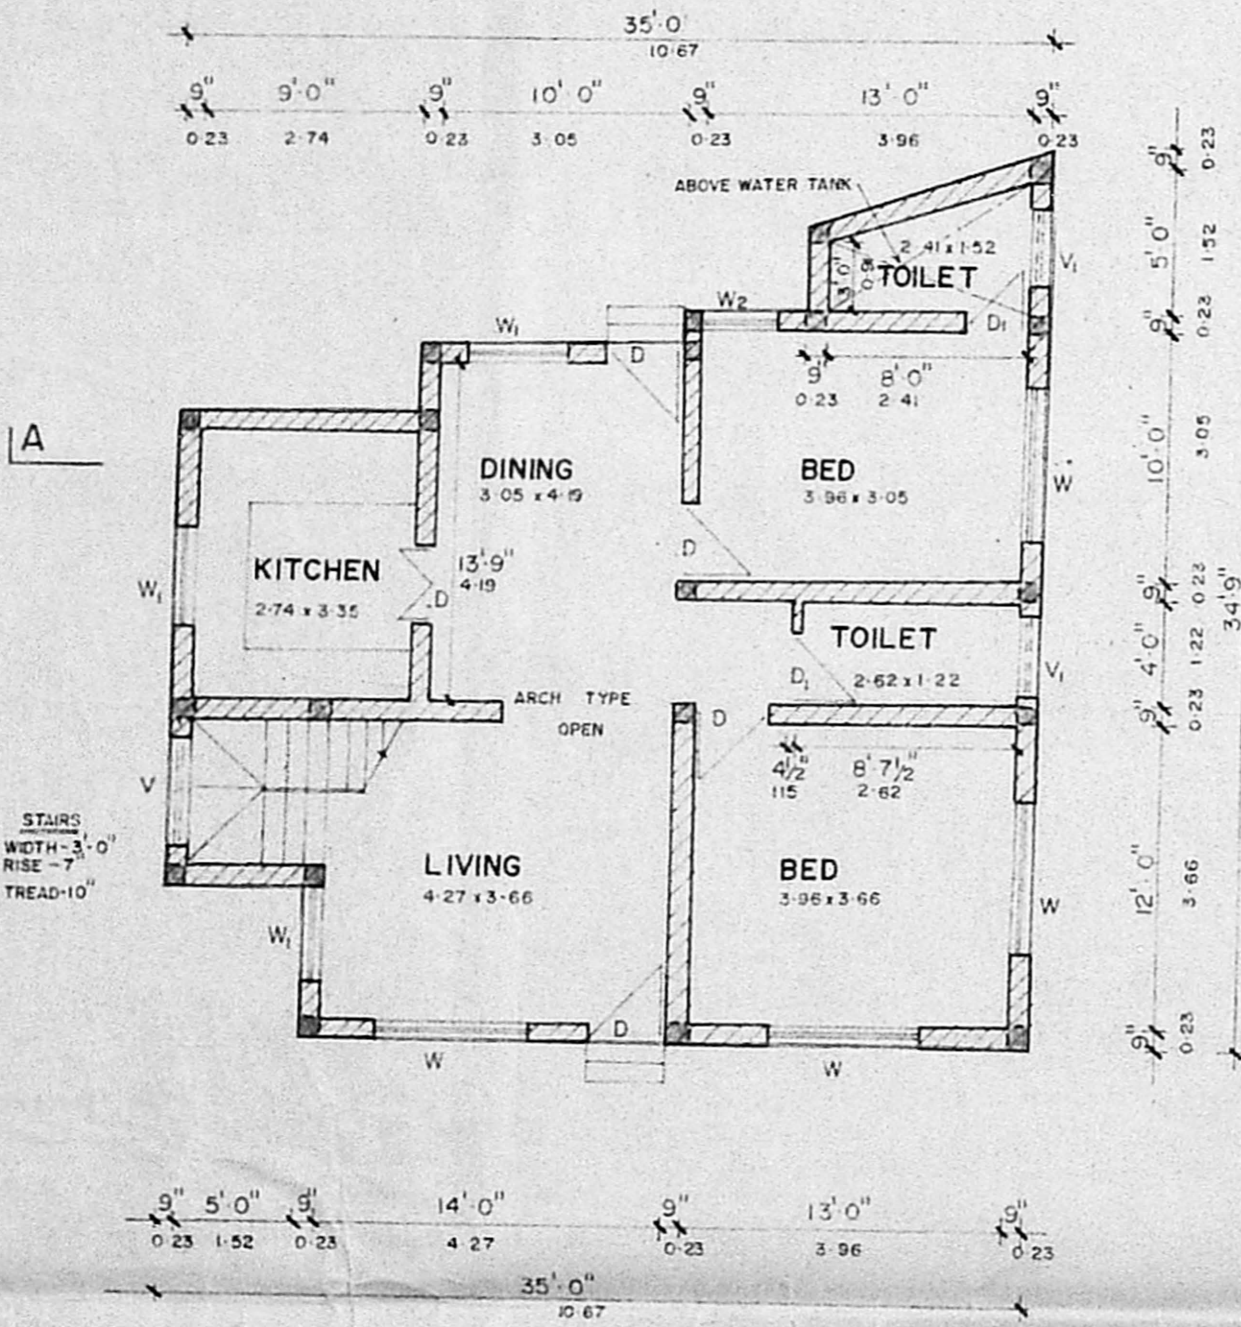 35'-0
10·67
9" 9'-0" 9" 10'-0" 9" 13'-0" 9"
0·23 2·74 0·23 3·05 0·23 3·96 0·23
ABOVE WATER TANK
2·41 x 1·52
TOILET
3'-0"
0·91
V1
9" 0·23
5'-0" 1·52
9" 0·23
W2
W1
D
D1
9" 8'-0"
0·23 2·41
A
DINING
3·05 x 4·19
BED
3·96 x 3·05
W
10'-0" 3·05
D
KITCHEN
2·74 x 3·35
W1
D
13'-9"
4·19
9" 0·23
34'-9"
TOILET
2·62 x 1·22
D1
V1
4'-0" 1·22
9" 0·23
ARCH TYPE
OPEN
D
4½" 8'-7½"
115 2·62
V
STAIRS
WIDTH-3'-0"
RISE -7"
TREAD-10"
LIVING
4·27 x 3·66
BED
3·96 x 3·66
W
12'-0" 3·66
W1
D
W
W
9" 0·23
9" 5'-0" 9" 14'-0" 9" 13'-0" 9"
0·23 1·52 0·23 4·27 0·23 3·96 0·23
35'-0"
10·67